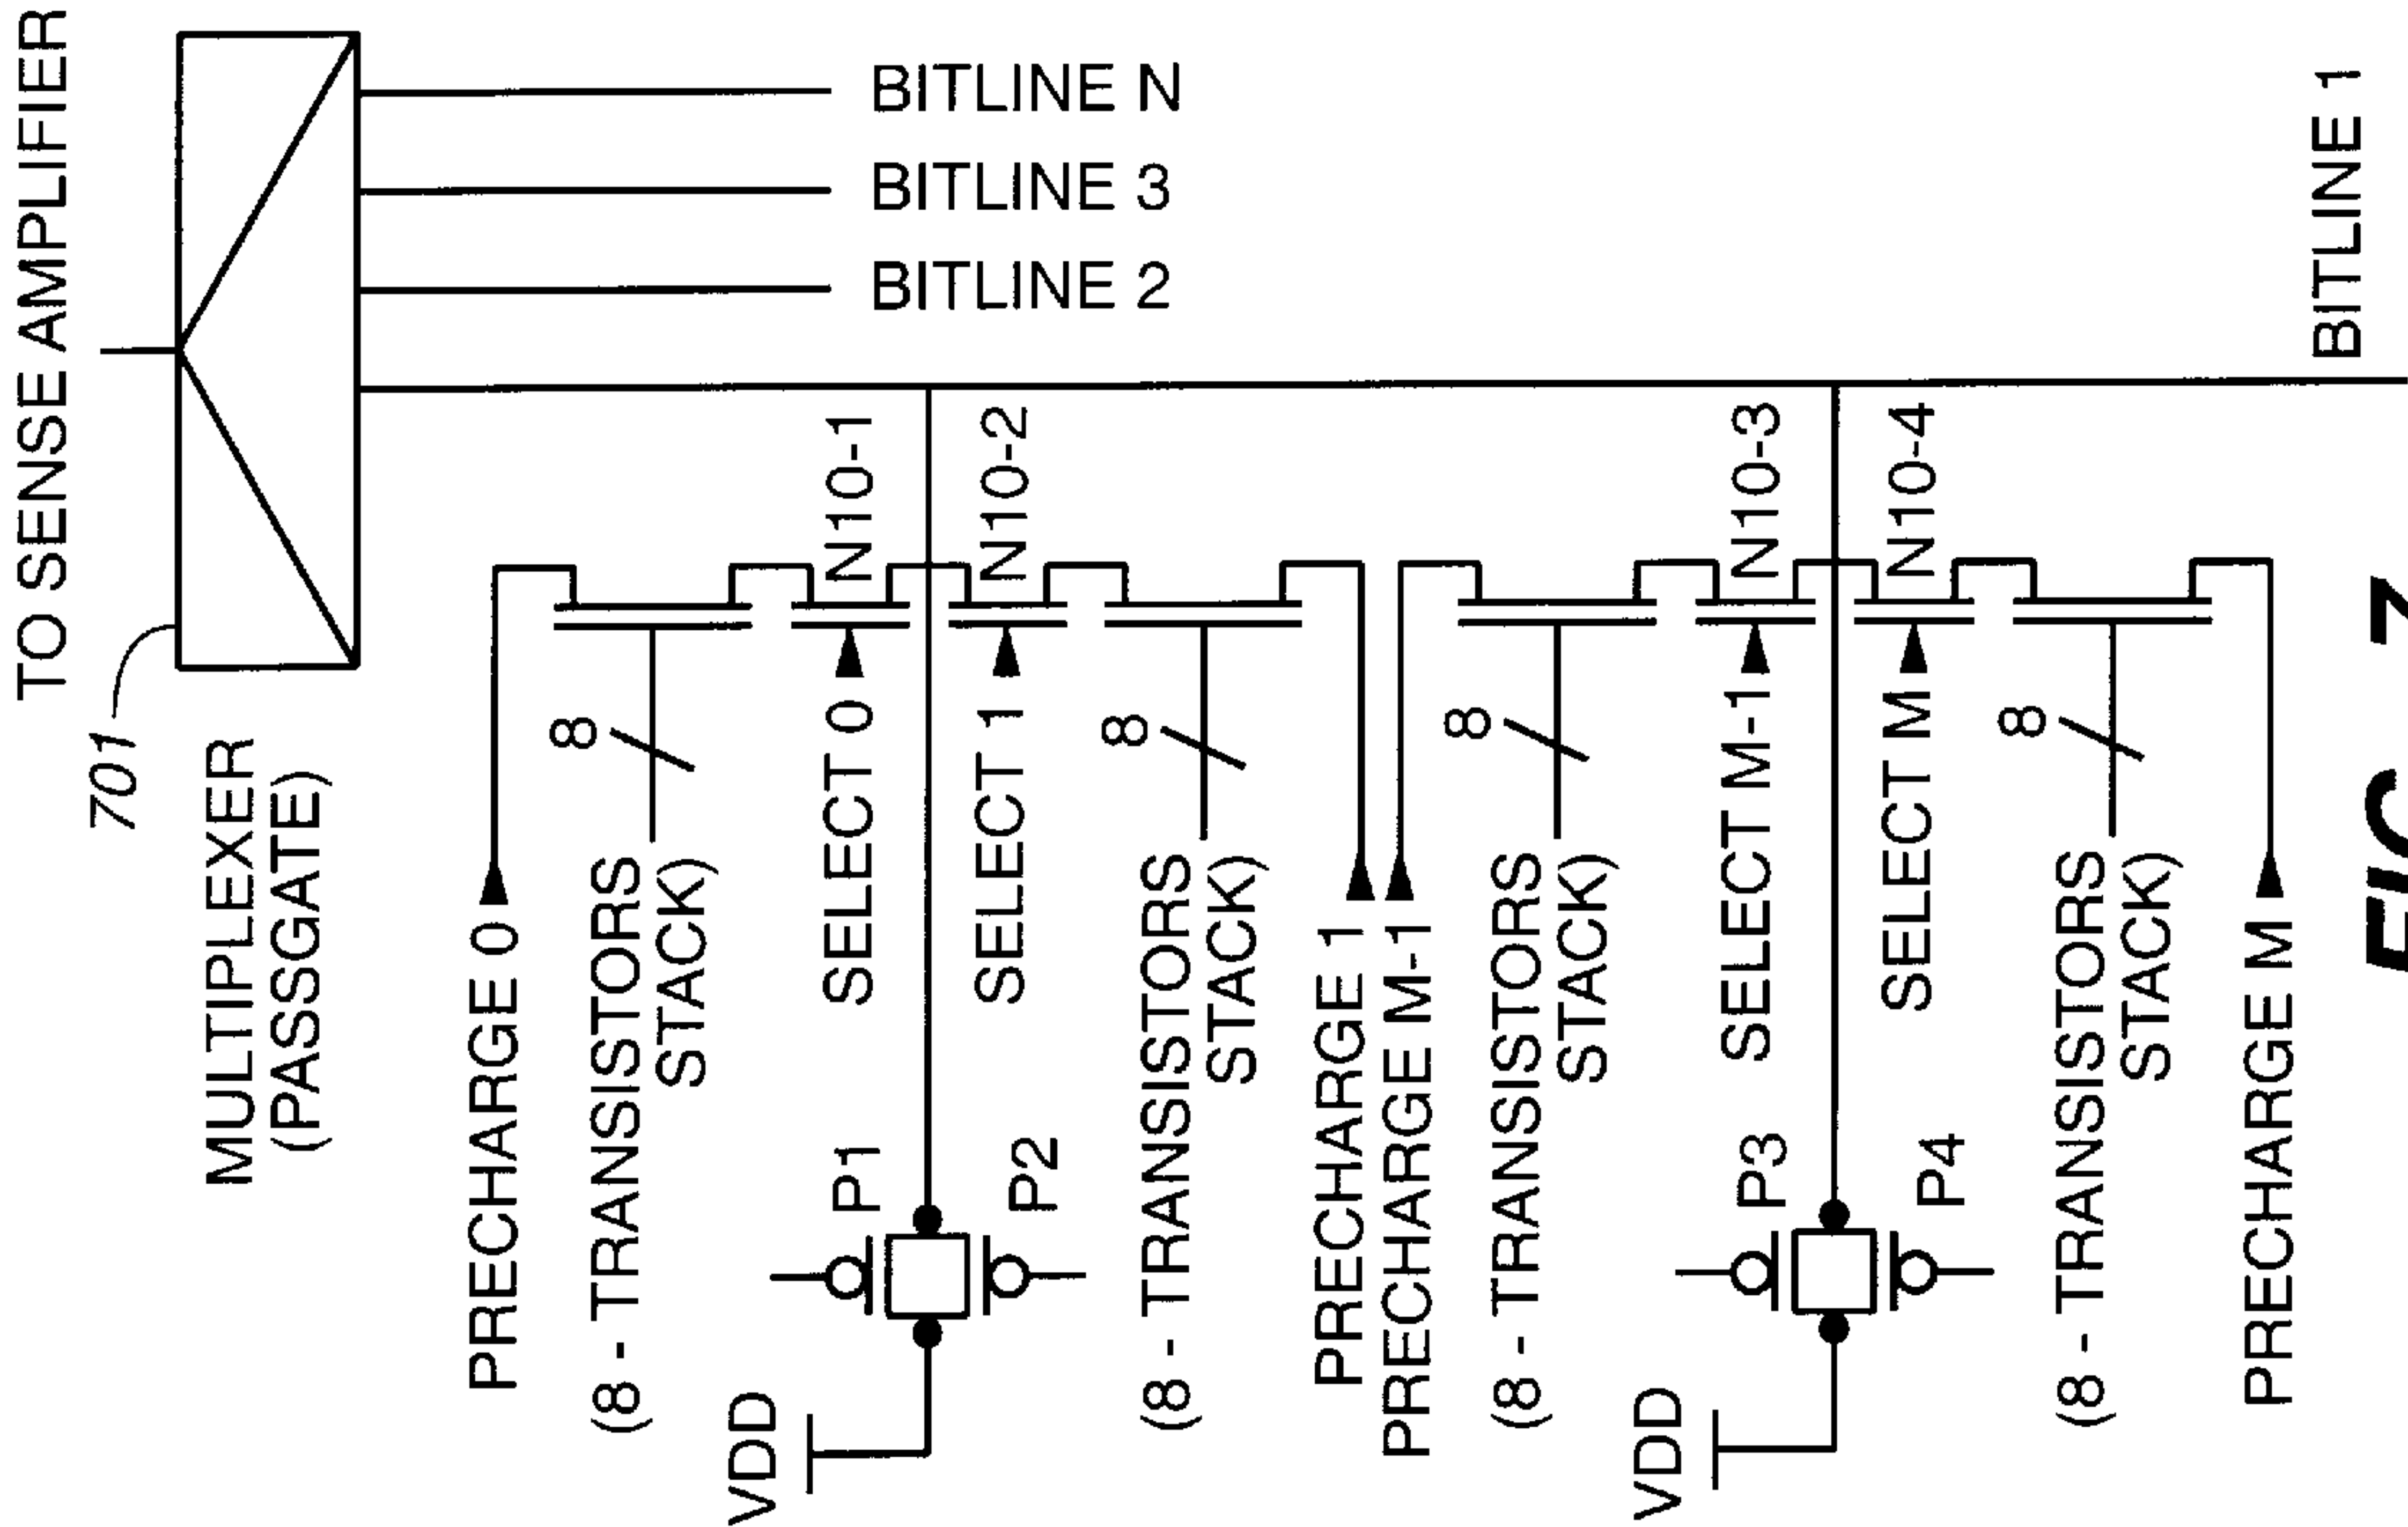 TO SENSE AMPLIFIER
701
MULTIPLEXER
(PASSGATE)
BITLINE N
BITLINE 3
BITLINE 2
PRECHARGE 0
8
(8 - TRANSISTORS
STACK)
VDD
P1
SELECT 0
N10-1
P2
SELECT 1
N10-2
8
(8 - TRANSISTORS
STACK)
PRECHARGE 1
PRECHARGE M-1
8
(8 - TRANSISTORS
STACK)
VDD
P3
SELECT M-1
N10-3
P4
SELECT M
N10-4
8
(8 - TRANSISTORS
STACK)
PRECHARGE M
BITLINE 1
FIG 7